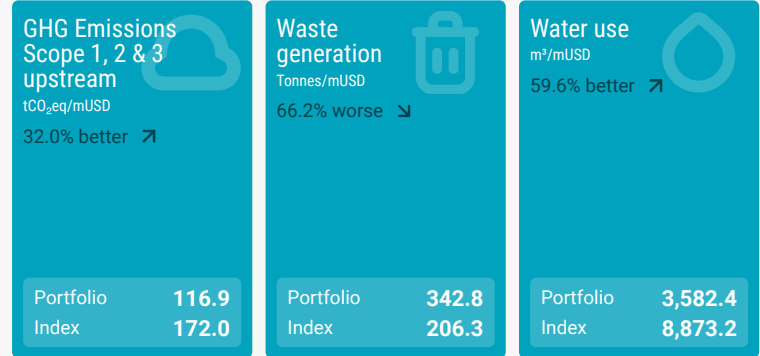 GHG Emissions
Scope 1, 2 & 3
upstream
tCO₂eq/mUSD
32.0% better
Portfolio 116.9
Index 172.0
Waste
generation
Tonnes/mUSD
66.2% worse
Portfolio 342.8
Index 206.3
Water use
m³/mUSD
59.6% better
Portfolio 3,582.4
Index 8,873.2